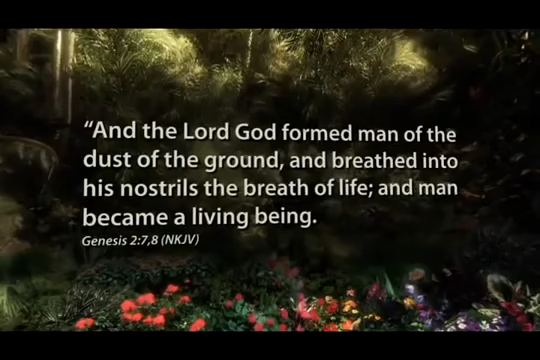 “And the Lord God formed man of the
dust of the ground, and breathed into
his nostrils the breath of life; and man
became a living being.
Genesis 2:7,8 (NKJV)